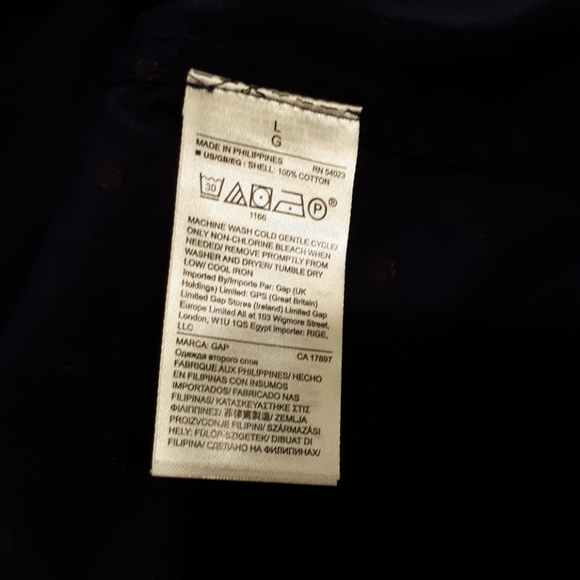 L
G
MADE IN PHILIPPINES RN 54023
■ US/GB/EG : SHELL 100% COTTON
30 P ®
1166
MACHINE WASH COLD GENTLE CYCLE/
ONLY NON-CHLORINE BLEACH WHEN
NEEDED/ REMOVE PROMPTLY FROM
WASHER AND DRYER/ TUMBLE DRY
LOW/ COOL IRON
Imported By/Importe Par: Gap (UK
Holdings) Limited: GPS (Great Britain)
Limited Gap Stores (Ireland) Limited Gap
Europe Limited All at 103 Wigmore Street,
London, W1U 1QS Egypt Importer: RIGE,
LLC
MARCA: GAP CA 17897
Одежда второго слоя
FABRIQUE AUX PHILIPPINES/ HECHO
EN FILIPINAS CON INSUMOS
IMPORTADOS/ FABRICADO NAS
FILIPINAS/ ΚΑΤΑΣΚΕΥΑΣΤΗΚΕ ΣΤΙΣ
ΦΙΛΙΠΠΙΝΕΣ/ 菲律賓製造/ ZEMLJA
PROIZVODNJE FILIPINI/ SZÁRMAZÁSI
HELY: FÜLÖP-SZIGETEK/ DIBUAT DI
FILIPINA/ СДЕЛАНО НА ФИЛИПИНАХ/